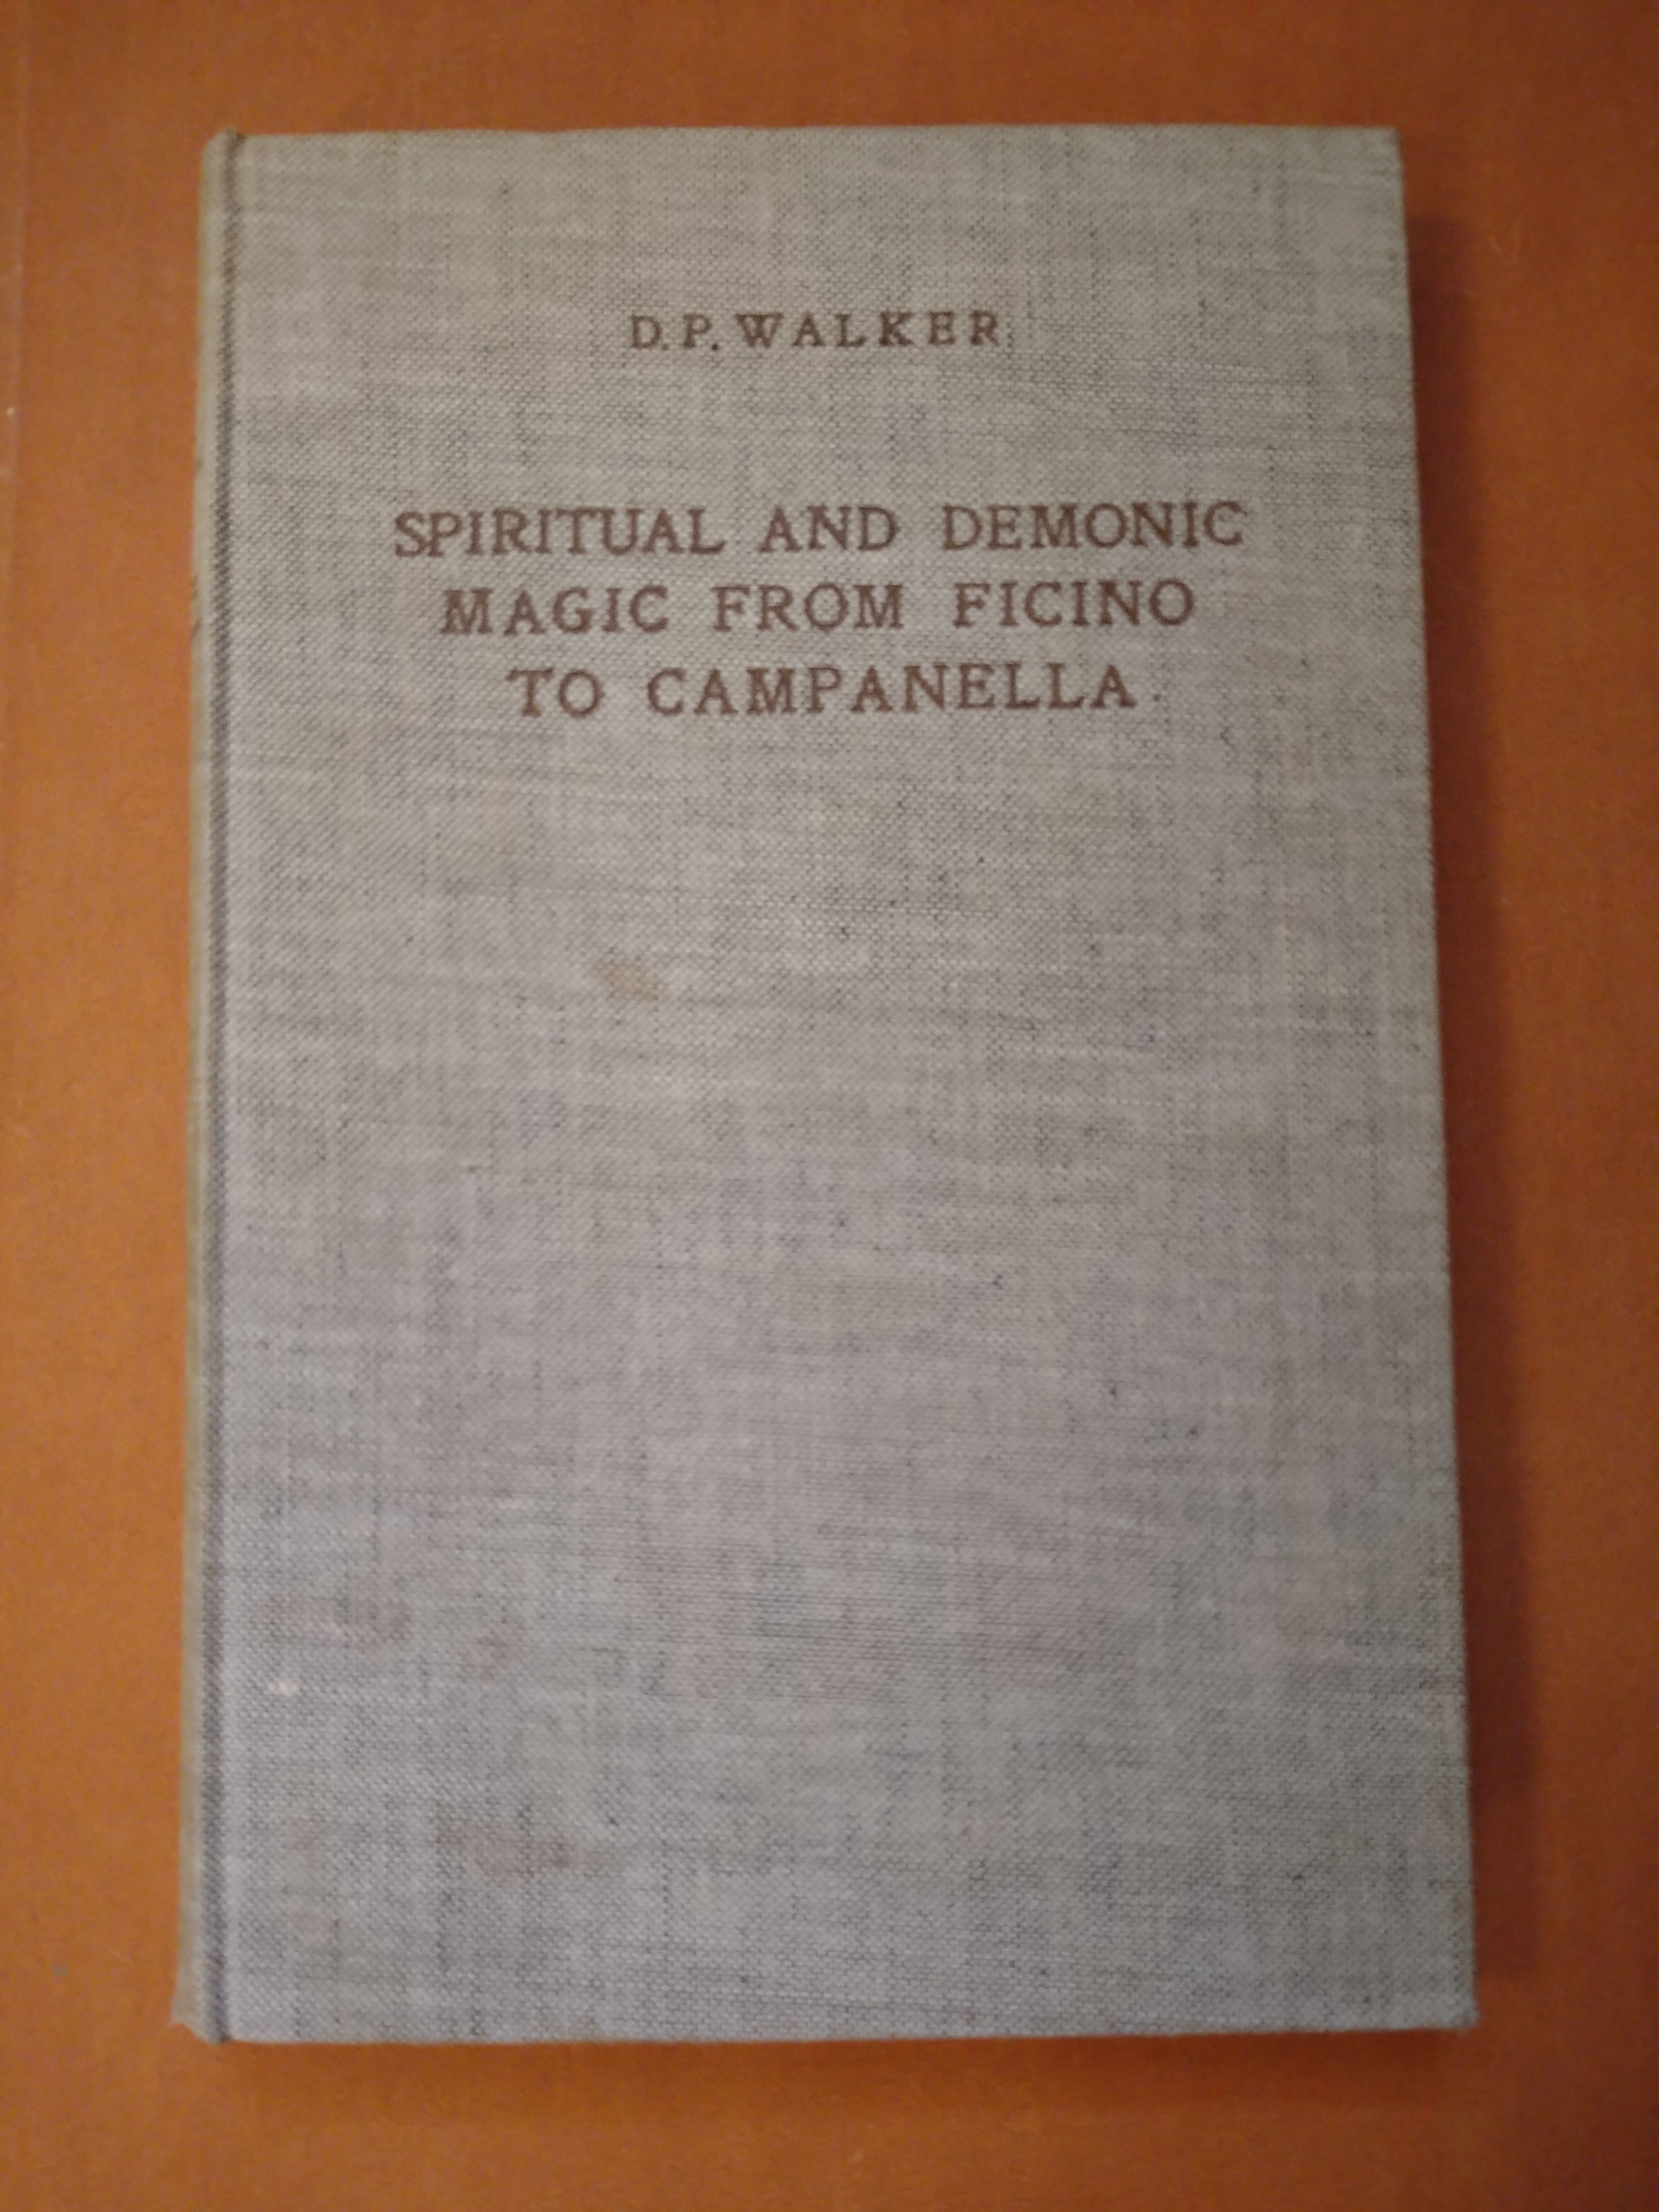 D. P. WALKER
SPIRITUAL AND DEMONIC
MAGIC FROM FICINO
TO CAMPANELLA